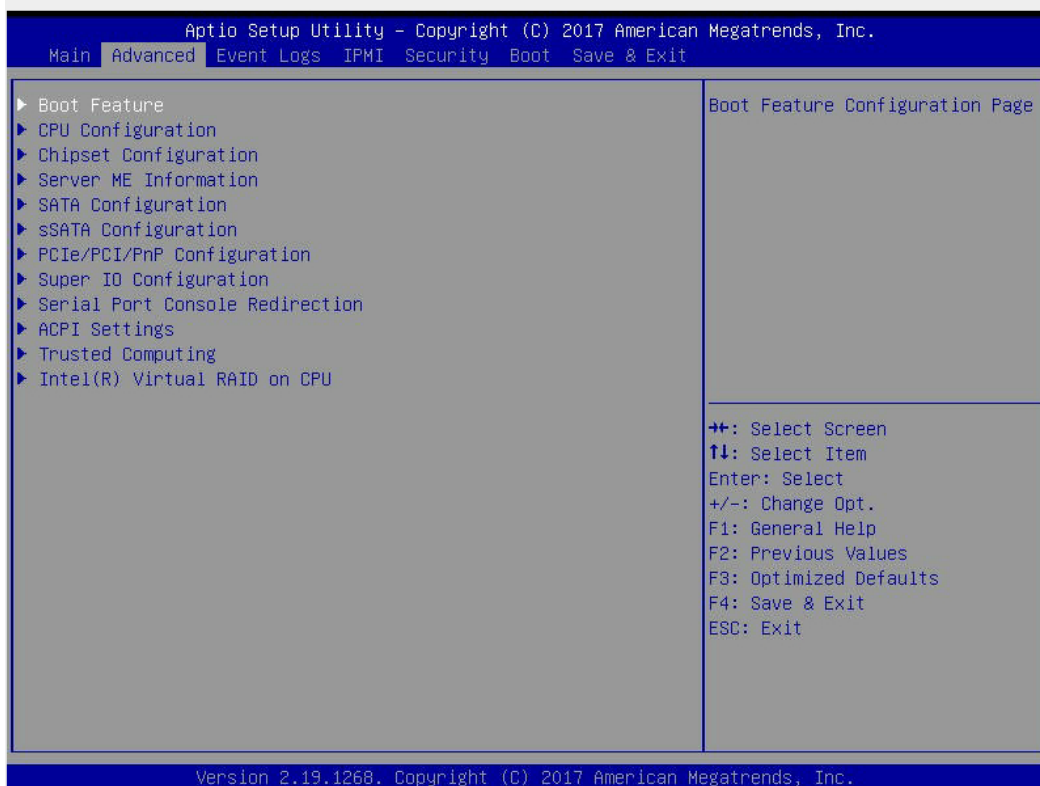 Aptio Setup Utility – Copyright (C) 2017 American Megatrends, Inc.
Main Advanced Event Logs IPMI Security Boot Save & Exit
▶ Boot Feature
▶ CPU Configuration
▶ Chipset Configuration
▶ Server ME Information
▶ SATA Configuration
▶ sSATA Configuration
▶ PCIe/PCI/PnP Configuration
▶ Super IO Configuration
▶ Serial Port Console Redirection
▶ ACPI Settings
▶ Trusted Computing
▶ Intel(R) Virtual RAID on CPU
Boot Feature Configuration Page
→←: Select Screen
↑↓: Select Item
Enter: Select
+/-: Change Opt.
F1: General Help
F2: Previous Values
F3: Optimized Defaults
F4: Save & Exit
ESC: Exit
Version 2.19.1268. Copyright (C) 2017 American Megatrends, Inc.